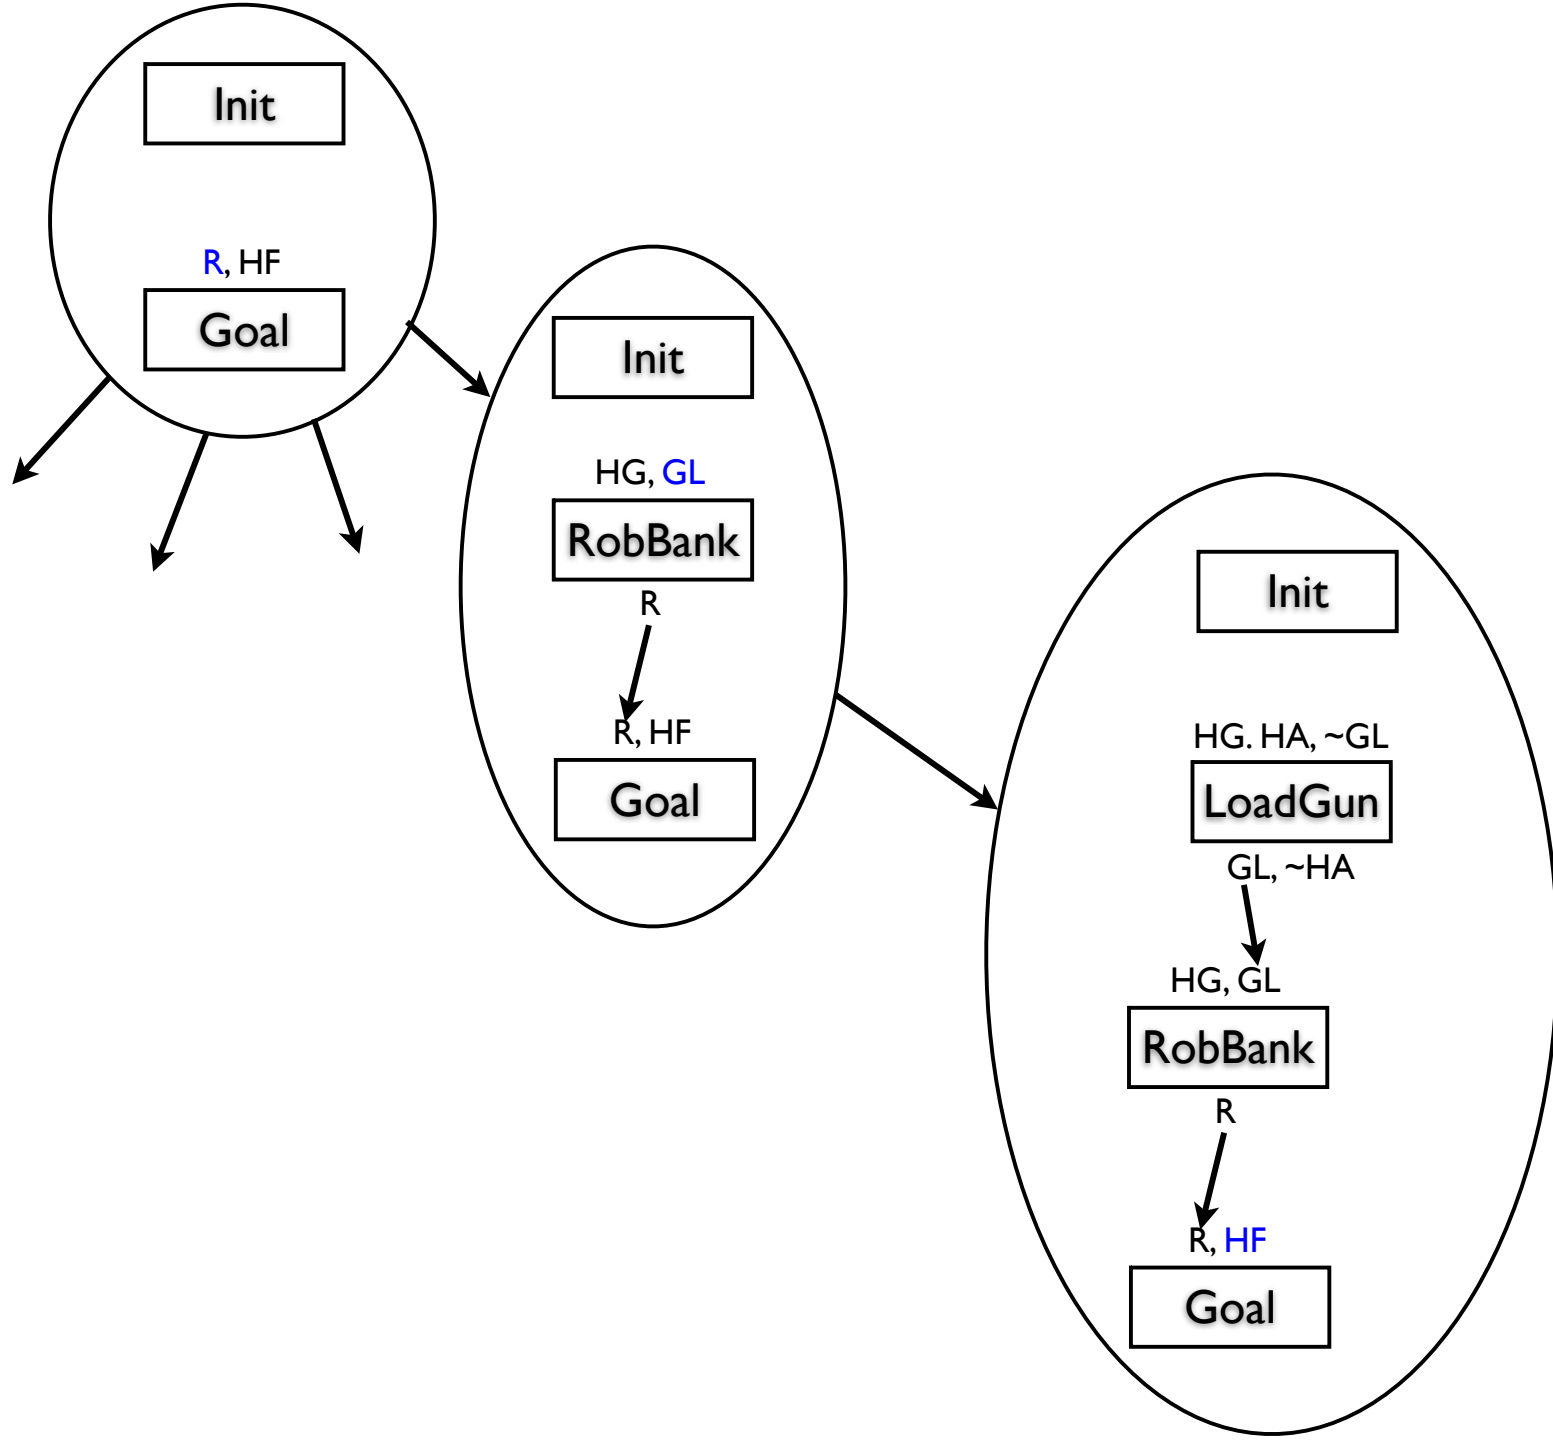 Init
R, HF
Goal
Init
HG, GL
RobBank
R
R, HF
Goal
Init
HG. HA, ~GL
LoadGun
GL, ~HA
HG, GL
RobBank
R
R, HF
Goal